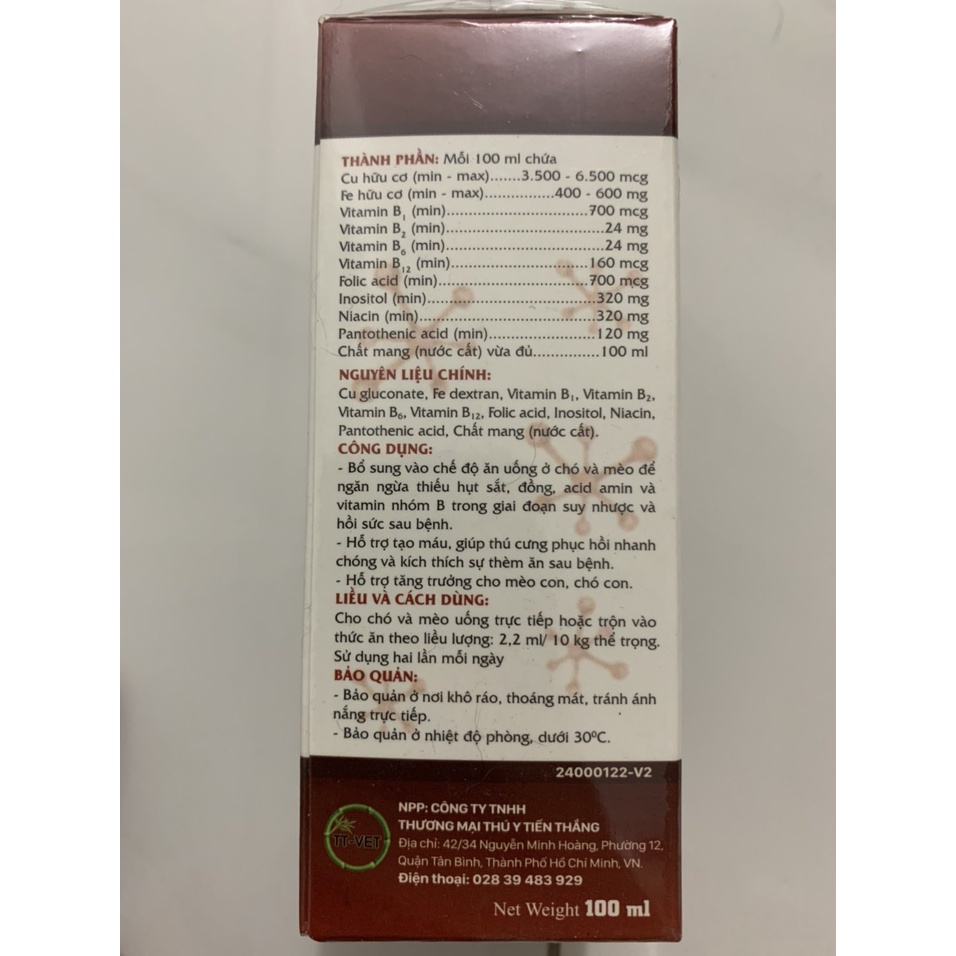 THÀNH PHẦN: Mỗi 100 ml chứa
Cu hữu cơ (min - max).......3.500 - 6.500 mcg
Fe hữu cơ (min - max)...............400 - 600 mg
Vitamin B₁ (min)..............................700 mcg
Vitamin B₂ (min)..................................24 mg
Vitamin B₆ (min)..................................24 mg
Vitamin B₁₂ (min).............................160 mcg
Folic acid (min)................................700 mcg
Inositol (min)....................................320 mg
Niacin (min)......................................320 mg
Pantothenic acid (min)......................120 mg
Chất mang (nước cất) vừa đủ.............100 ml
NGUYÊN LIỆU CHÍNH:
Cu gluconate, Fe dextran, Vitamin B₁, Vitamin B₂,
Vitamin B₆, Vitamin B₁₂, Folic acid, Inositol, Niacin,
Pantothenic acid, Chất mang (nước cất).
CÔNG DỤNG:
- Bổ sung vào chế độ ăn uống ở chó và mèo để
ngăn ngừa thiếu hụt sắt, đồng, acid amin và
vitamin nhóm B trong giai đoạn suy nhược và
hồi sức sau bệnh.
- Hỗ trợ tạo máu, giúp thú cưng phục hồi nhanh
chóng và kích thích sự thèm ăn sau bệnh.
- Hỗ trợ tăng trưởng cho mèo con, chó con.
LIỀU VÀ CÁCH DÙNG:
Cho chó và mèo uống trực tiếp hoặc trộn vào
thức ăn theo liều lượng: 2,2 ml/ 10 kg thể trọng.
Sử dụng hai lần mỗi ngày
BẢO QUẢN:
- Bảo quản ở nơi khô ráo, thoáng mát, tránh ánh
nắng trực tiếp.
- Bảo quản ở nhiệt độ phòng, dưới 30⁰C.
24000122-V2
TT-VET
NPP: CÔNG TY TNHH
THƯƠNG MẠI THÚ Y TIẾN THẮNG
Địa chỉ: 42/34 Nguyễn Minh Hoàng, Phường 12,
Quận Tân Bình, Thành Phố Hồ Chí Minh, VN.
Điện thoại: 028 39 483 929
Net Weight 100 ml